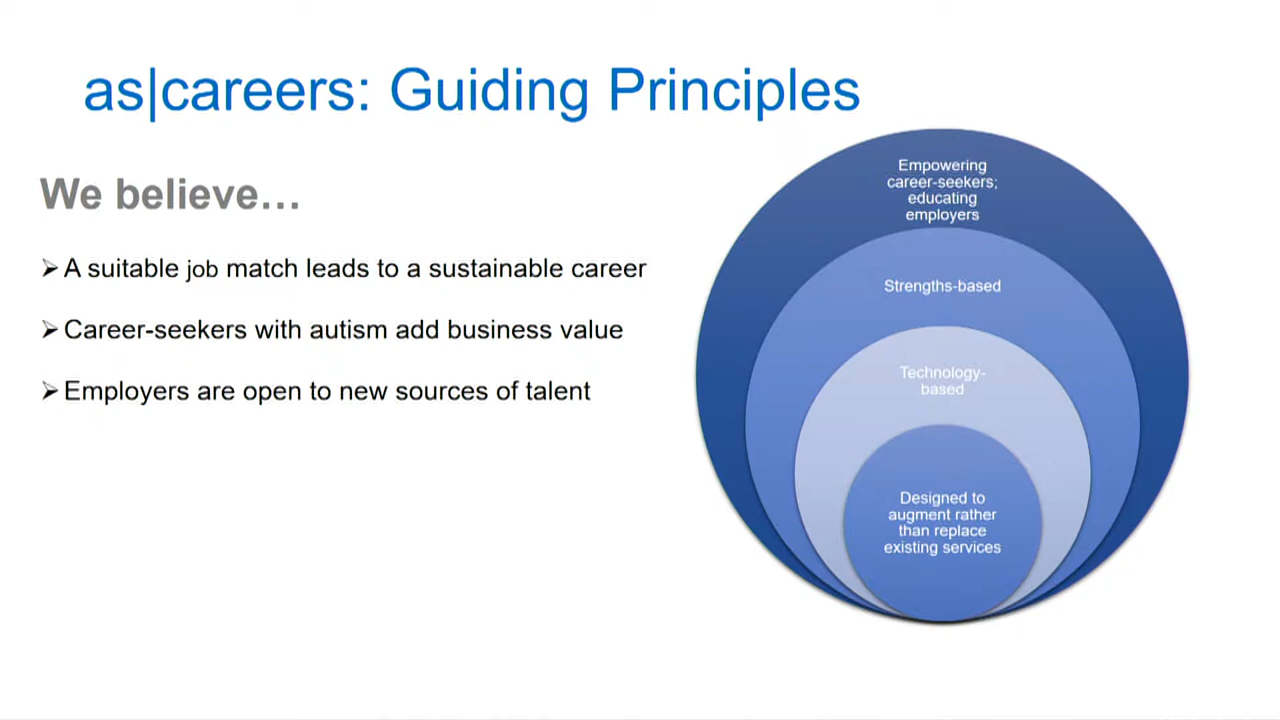 as|careers: Guiding Principles
We believe…
➢ A suitable job match leads to a sustainable career
➢ Career-seekers with autism add business value
➢ Employers are open to new sources of talent
Empowering
career-seekers;
educating
employers
Strengths-based
Technology-
based
Designed to
augment rather
than replace
existing services